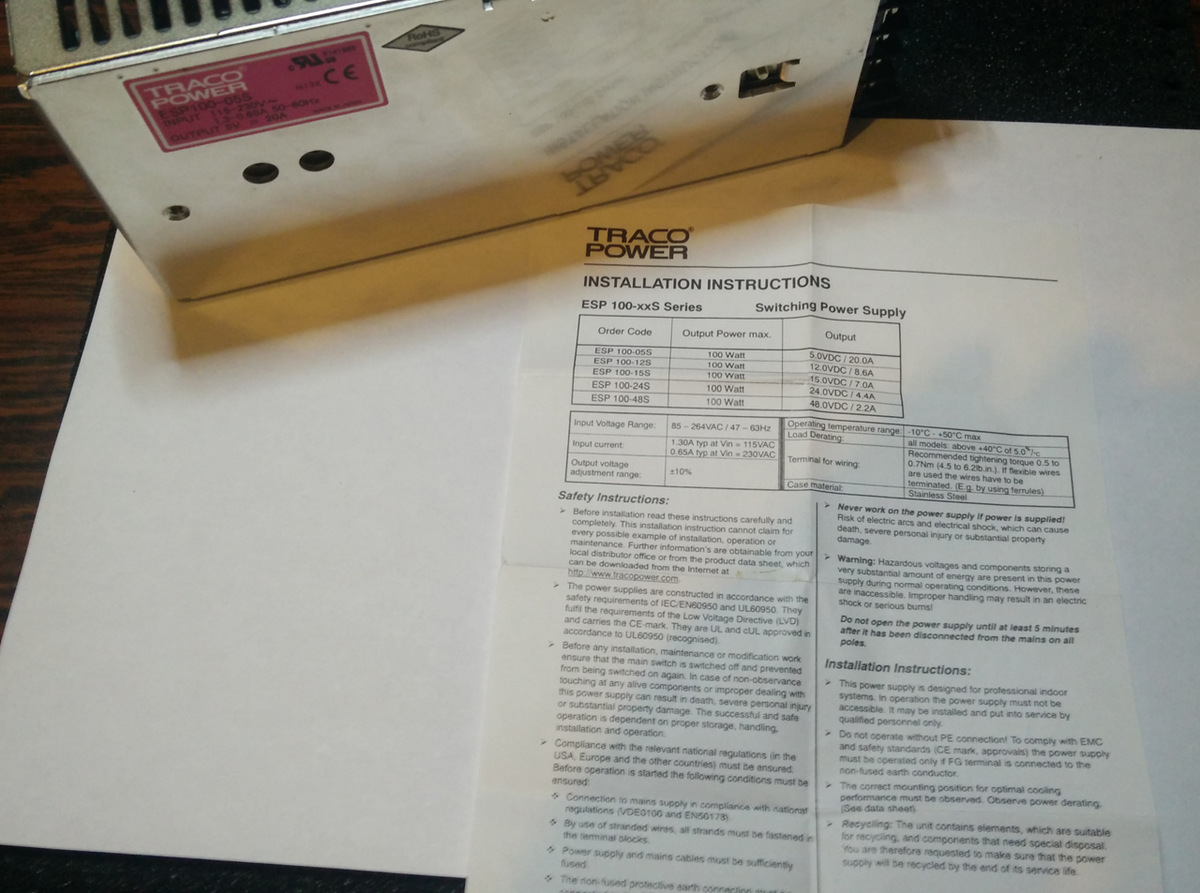 TRACO
POWER
ESP100-05S
INPUT 115-230V~
1.3-0.65A 50-60Hz
OUTPUT 5V 20A
CE
RoHS
compliant
TRACO
POWER
TRACO®
POWER
INSTALLATION INSTRUCTIONS
ESP 100-xxS Series Switching Power Supply
Order Code Output Power max. Output
ESP 100-05S 100 Watt 5.0VDC / 20.0A
ESP 100-12S 100 Watt 12.0VDC / 8.6A
ESP 100-15S 100 Watt 15.0VDC / 7.0A
ESP 100-24S 100 Watt 24.0VDC / 4.4A
ESP 100-48S 100 Watt 48.0VDC / 2.2A
Input Voltage Range: 85 – 264VAC / 47 – 63Hz
Input current: 1.30A typ at Vin = 115VAC
0.65A typ at Vin = 230VAC
Output voltage
adjustment range: ±10%
Operating temperature range: -10°C - +50°C max
Load Derating: all models: above +40°C of 5.0%/°C
Terminal for wiring: Recommended tightening torque 0.5 to
0.7Nm (4.5 to 6.2lb.in.). If flexible wires
are used the wires have to be
terminated. (E.g. by using ferrules)
Case material: Stainless Steel
Safety Instructions:
➢ Before installation read these instructions carefully and
completely. This installation instruction cannot claim for
every possible example of installation, operation or
maintenance. Further information's are obtainable from your
local distributor office or from the product data sheet, which
can be downloaded from the Internet at
http://www.tracopower.com.
➢ The power supplies are constructed in accordance with the
safety requirements of IEC/EN60950 and UL60950. They
fulfil the requirements of the Low Voltage Directive (LVD)
and carries the CE-mark. They are UL and cUL approved in
accordance to UL60950 (recognised).
➢ Before any installation, maintenance or modification work
ensure that the main switch is switched off and prevented
from being switched on again. In case of non-observance
touching at any alive components or improper dealing with
this power supply can result in death, severe personal injury
or substantial property damage. The successful and safe
operation is dependent on proper storage, handling,
installation and operation.
➢ Compliance with the relevant national regulations (in the
USA, Europe and the other countries) must be ensured.
Before operation is started the following conditions must be
ensured:
❖ Connection to mains supply in compliance with national
regulations (VDE0100 and EN50178).
❖ By use of stranded wires, all strands must be fastened in
the terminal blocks.
❖ Power supply and mains cables must be sufficiently
fused.
❖ The non-fused protective earth connection must
➢ Never work on the power supply if power is supplied!
Risk of electric arcs and electrical shock, which can cause
death, severe personal injury or substantial property
damage.
➢ Warning: Hazardous voltages and components storing a
very substantial amount of energy are present in this power
supply during normal operating conditions. However, these
are inaccessible. Improper handling may result in an electric
shock or serious burns!
Do not open the power supply until at least 5 minutes
after it has been disconnected from the mains on all
poles.
Installation Instructions:
➢ This power supply is designed for professional indoor
systems. In operation the power supply must not be
accessible. It may be installed and put into service by
qualified personnel only.
➢ Do not operate without PE connection! To comply with EMC
and safety standards (CE mark, approvals) the power supply
must be operated only if FG terminal is connected to the
non-fused earth conductor.
➢ The correct mounting position for optimal cooling
performance must be observed. Observe power derating.
(See data sheet)
➢ Recycling: The unit contains elements, which are suitable
for recycling, and components that need special disposal.
You are therefore requested to make sure that the power
supply will be recycled by the end of its service life.